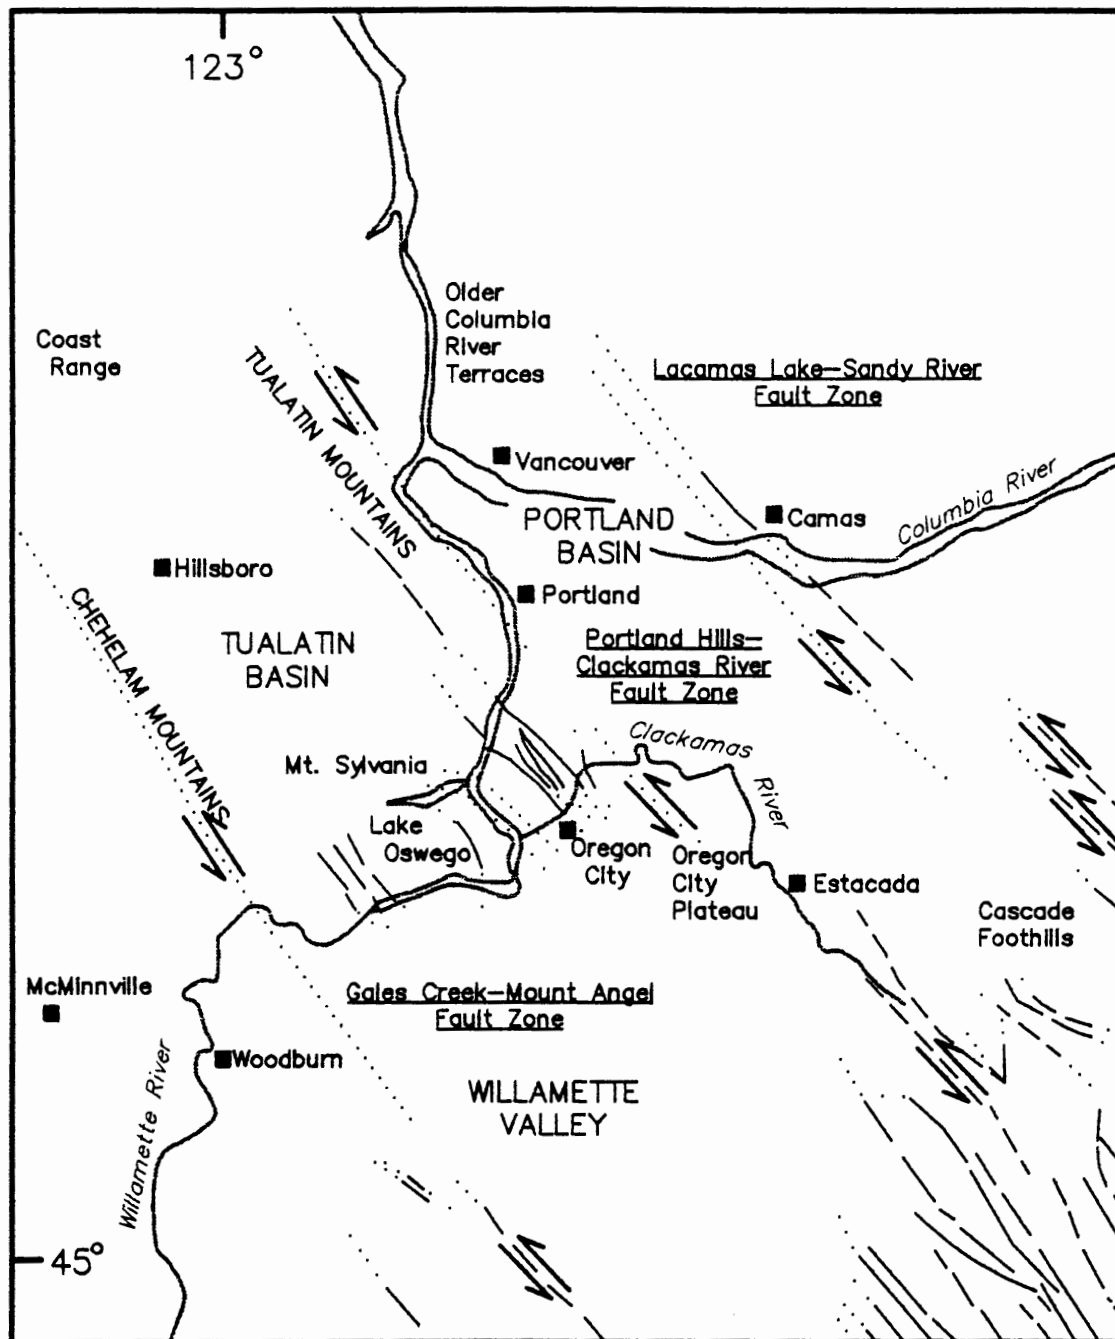 123°
Older
Columbia
River
Terraces
Coast
Range
TUALATIN MOUNTAINS
Lacamas Lake-Sandy River
Fault Zone
Vancouver
Columbia River
PORTLAND
BASIN
Camas
Hillsboro
Portland
CHEHELAM MOUNTAINS
TUALATIN
BASIN
Portland Hills-
Clackamas River
Fault Zone
Clackamas
River
Mt. Sylvania
Lake
Oswego
Oregon
City
Oregon
City
Plateau
Estacada
Cascade
Foothills
McMinnville
Gales Creek-Mount Angel
Fault Zone
Woodburn
Willamette River
WILLAMETTE
VALLEY
45°